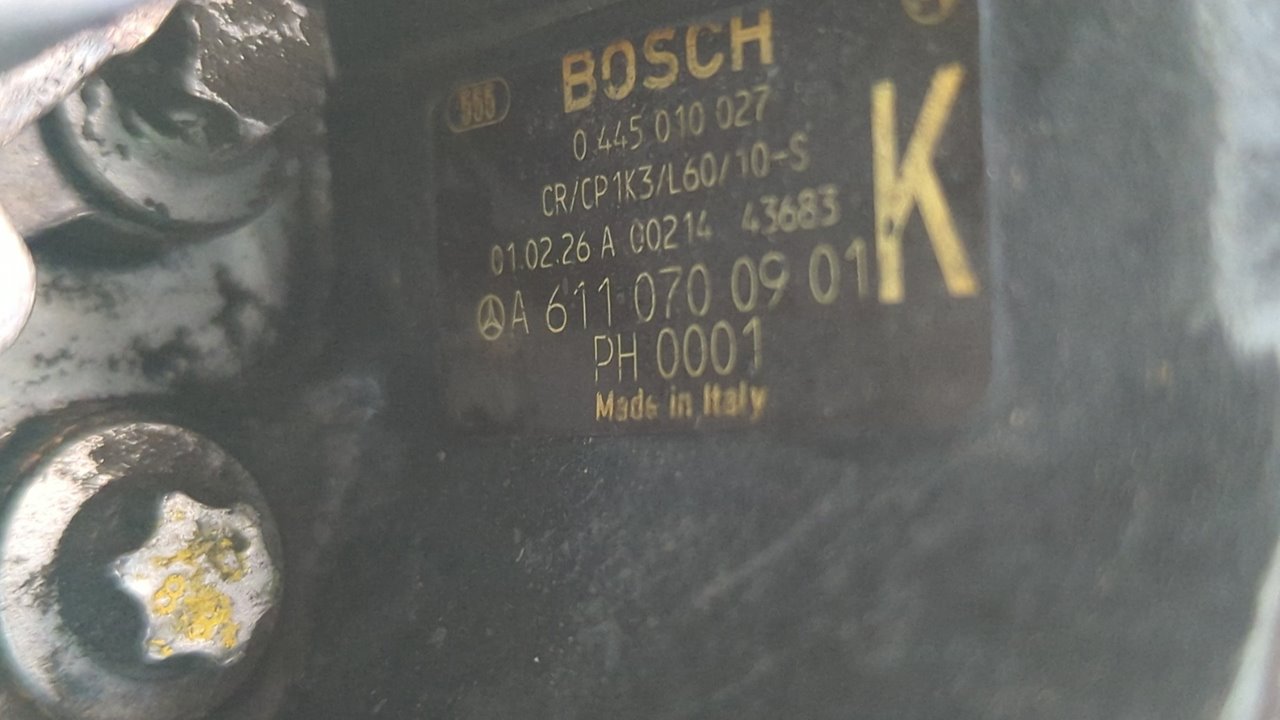 BOSCH
0 445 010 027
CR/CP1K3/L60/10-S
01.02.26 A 00214 43683
A 611 070 09 01
PH 0001
Made in Italy
K